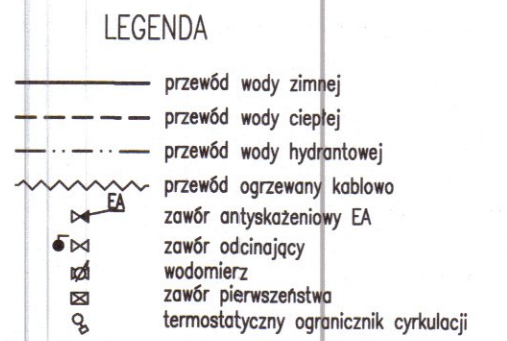 LEGENDA
przewód wody zimnej
przewód wody ciepłej
przewód wody hydrantowej
przewód ogrzewany kablowo
EA
zawór antyskażeniowy EA
zawór odcinający
wodomierz
zawór pierwszeństwa
termostatyczny ogranicznik cyrkulacji